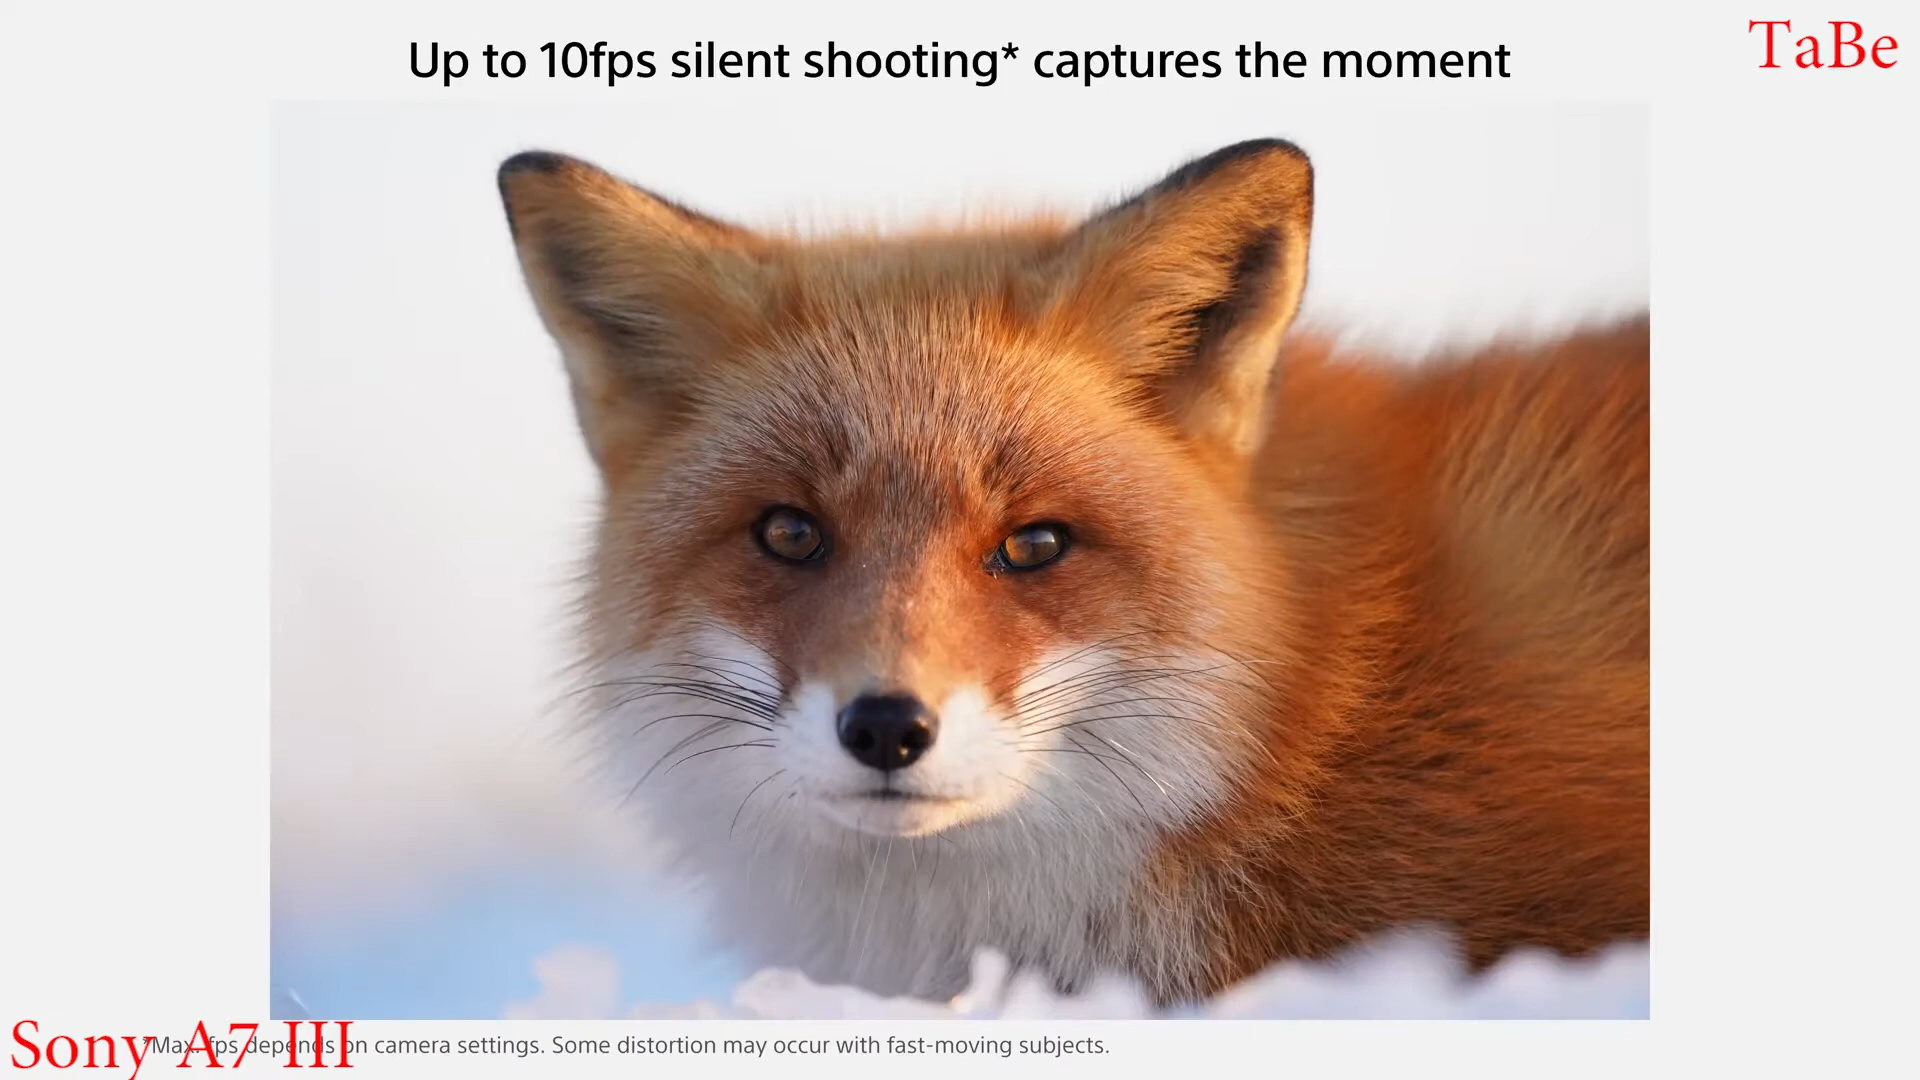 Up to 10fps silent shooting* captures the moment
TaBe
Sony A7 III
*Max. fps depends on camera settings. Some distortion may occur with fast-moving subjects.